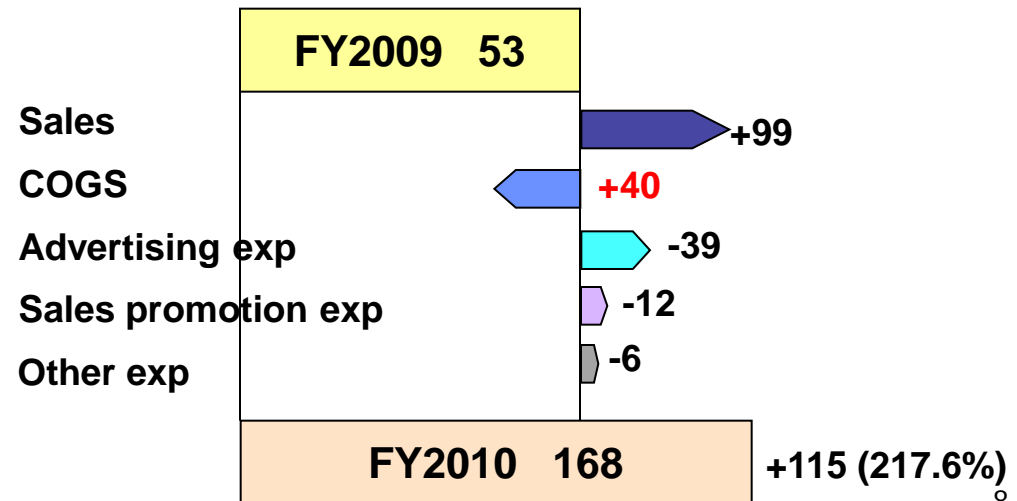 FY2009 53
Sales +99
COGS +40
Advertising exp -39
Sales promotion exp -12
Other exp -6
FY2010 168 +115 (217.6%)